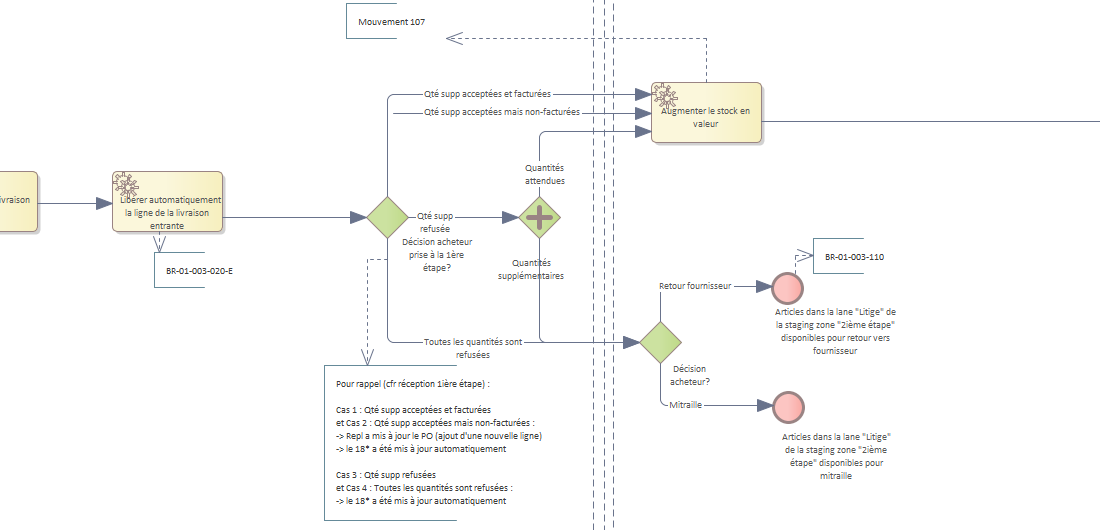 Mouvement 107
Qté supp acceptées et facturées
Qté supp acceptées mais non-facturées
Augmenter le stock en
valeur
Quantités
attendues
ivraison
Libérer automatiquement
la ligne de la livraison
entrante
Qté supp
refusée
Décision acheteur
prise à la 1ère
étape?
Quantités
supplémentaires
BR-01-003-020-E
BR-01-003-110
Retour fournisseur
Articles dans la lane "Litige" de
la staging zone "2ième étape"
disponibles pour retour vers
fournisseur
Toutes les quantités sont
refusées
Décision
acheteur?
Mitraille
Articles dans la lane "Litige"
de la staging zone "2ième
étape" disponibles pour
mitraille
Pour rappel (cfr réception 1ière étape) :
Cas 1 : Qté supp acceptées et facturées
et Cas 2 : Qté supp acceptées mais non-facturées :
-> Repl a mis à jour le PO (ajout d'une nouvelle ligne)
-> le 18* a été mis à jour automatiquement
Cas 3 : Qté supp refusées
et Cas 4 : Toutes les quantités sont refusées :
-> le 18* a été mis à jour automatiquement